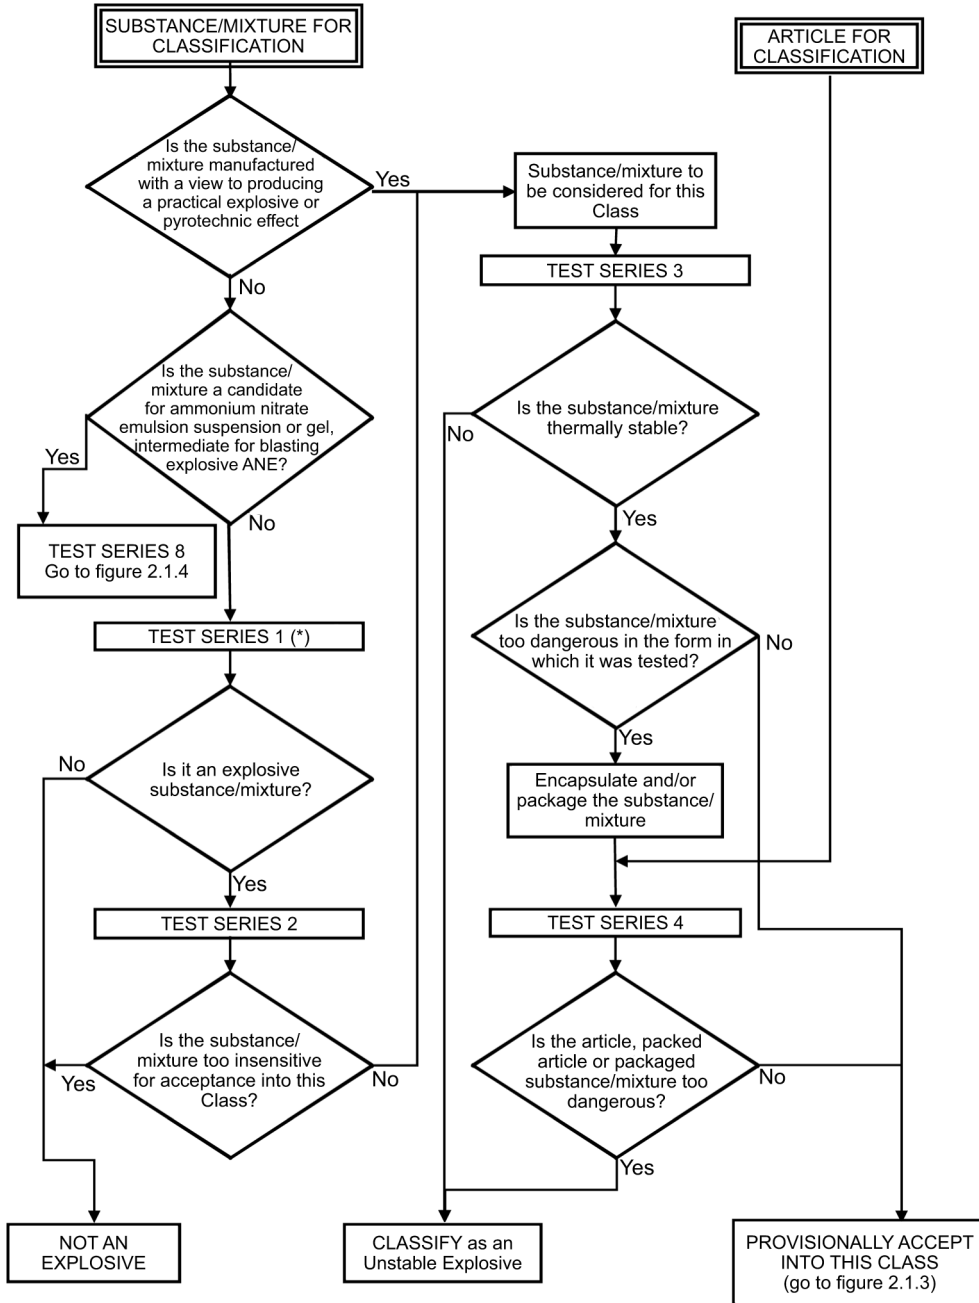 SUBSTANCE/MIXTURE FOR
CLASSIFICATION
ARTICLE FOR
CLASSIFICATION
Is the substance/
mixture manufactured
with a view to producing
a practical explosive or
pyrotechnic effect
Yes
Substance/mixture to
be considered for this
Class
TEST SERIES 3
No
Is the substance/
mixture a candidate
for ammonium nitrate
emulsion suspension or gel,
intermediate for blasting
explosive ANE?
Yes
No
TEST SERIES 8
Go to figure 2.1.4
Is the substance/mixture
thermally stable?
No
Yes
TEST SERIES 1 (*)
Is the substance/mixture
too dangerous in the form in
which it was tested?
No
Yes
Is it an explosive
substance/mixture?
No
Yes
Encapsulate and/or
package the substance/
mixture
TEST SERIES 2
TEST SERIES 4
Is the substance/
mixture too insensitive
for acceptance into this
Class?
Yes
No
Is the article, packed
article or packaged
substance/mixture too
dangerous?
No
Yes
NOT AN
EXPLOSIVE
CLASSIFY as an
Unstable Explosive
PROVISIONALLY ACCEPT
INTO THIS CLASS
(go to figure 2.1.3)